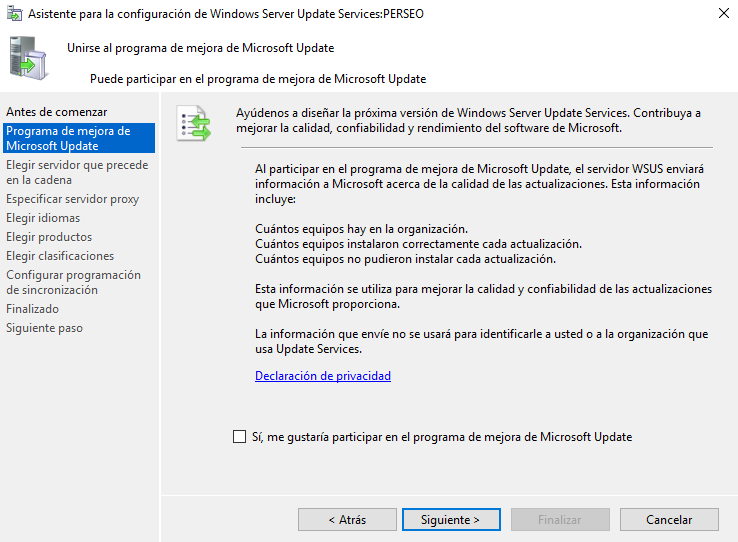 Asistente para la configuración de Windows Server Update Services:PERSEO
Unirse al programa de mejora de Microsoft Update
Puede participar en el programa de mejora de Microsoft Update
Antes de comenzar
Programa de mejora de
Microsoft Update
Elegir servidor que precede
en la cadena
Especificar servidor proxy
Elegir idiomas
Elegir productos
Elegir clasificaciones
Configurar programación
de sincronización
Finalizado
Siguiente paso
Ayúdenos a diseñar la próxima versión de Windows Server Update Services. Contribuya a
mejorar la calidad, confiabilidad y rendimiento del software de Microsoft.
Al participar en el programa de mejora de Microsoft Update, el servidor WSUS enviará
información a Microsoft acerca de la calidad de las actualizaciones. Esta información
incluye:
Cuántos equipos hay en la organización.
Cuántos equipos instalaron correctamente cada actualización.
Cuántos equipos no pudieron instalar cada actualización.
Esta información se utiliza para mejorar la calidad y confiabilidad de las actualizaciones
que Microsoft proporciona.
La información que envíe no se usará para identificarle a usted o a la organización que
usa Update Services.
Declaración de privacidad
Sí, me gustaría participar en el programa de mejora de Microsoft Update
< Atrás
Siguiente >
Finalizar
Cancelar